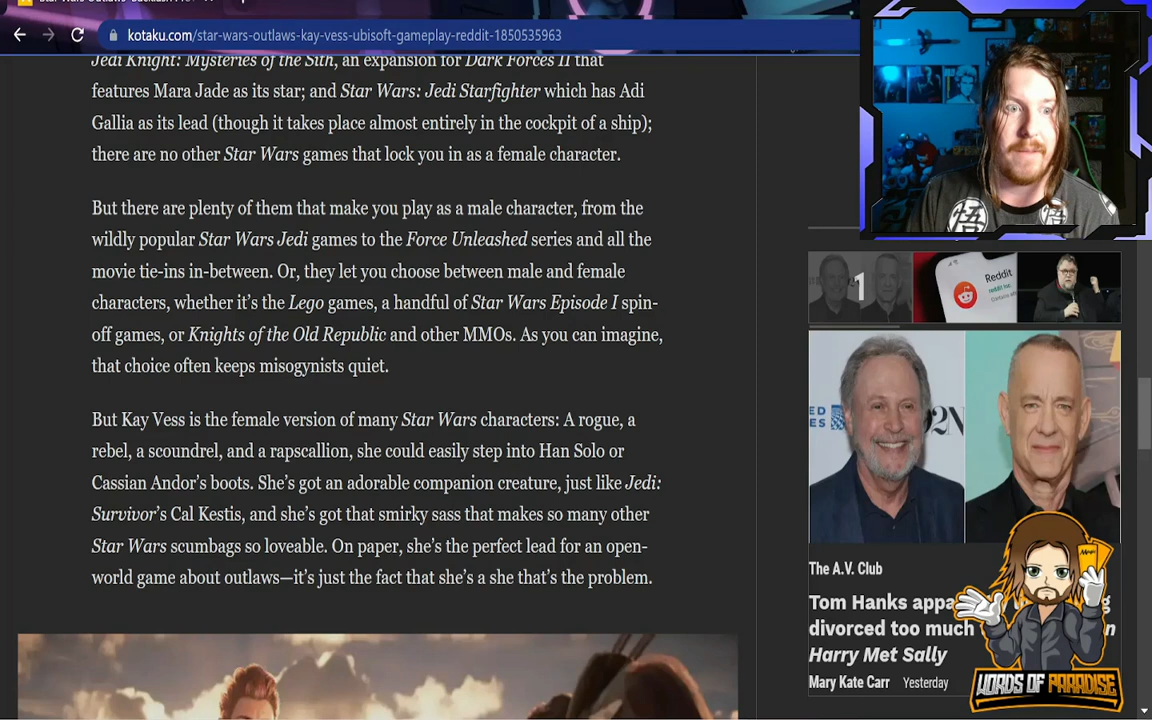 kotaku.com/star-wars-outlaws-kay-vess-ubisoft-gameplay-reddit-1850535963
Jedi Knight: Mysteries of the Sith, an expansion for Dark Forces II that
features Mara Jade as its star; and Star Wars: Jedi Starfighter which has Adi
Gallia as its lead (though it takes place almost entirely in the cockpit of a ship);
there are no other Star Wars games that lock you in as a female character.
But there are plenty of them that make you play as a male character, from the
wildly popular Star Wars Jedi games to the Force Unleashed series and all the
movie tie-ins in-between. Or, they let you choose between male and female
characters, whether it's the Lego games, a handful of Star Wars Episode I spin-
off games, or Knights of the Old Republic and other MMOs. As you can imagine,
that choice often keeps misogynists quiet.
But Kay Vess is the female version of many Star Wars characters: A rogue, a
rebel, a scoundrel, and a rapscallion, she could easily step into Han Solo or
Cassian Andor's boots. She's got an adorable companion creature, just like Jedi:
Survivor's Cal Kestis, and she's got that smirky sass that makes so many other
Star Wars scumbags so loveable. On paper, she's the perfect lead for an open-
world game about outlaws—it's just the fact that she's a she that's the problem.
1
Reddit
The A.V. Club
Tom Hanks
divorced too much
Harry Met Sally
Mary Kate Carr Yesterday
WORDS OF PARADISE